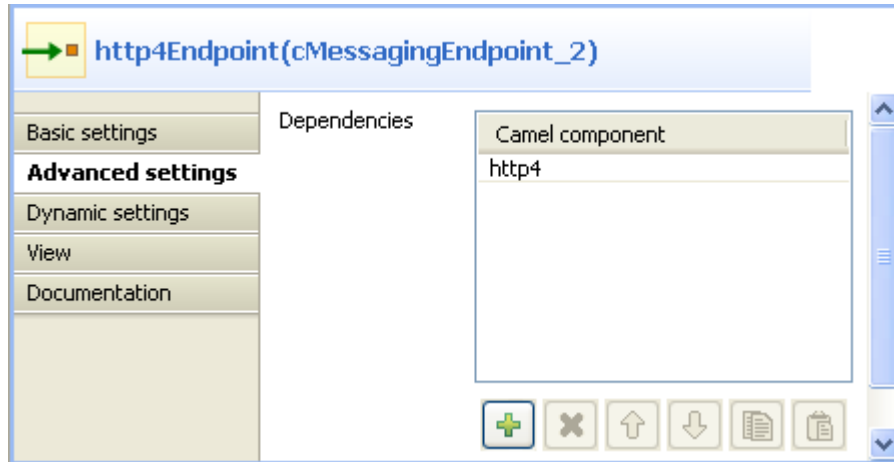 http4Endpoint(cMessagingEndpoint_2)
Basic settings
Advanced settings
Dynamic settings
View
Documentation
Dependencies
Camel component
http4